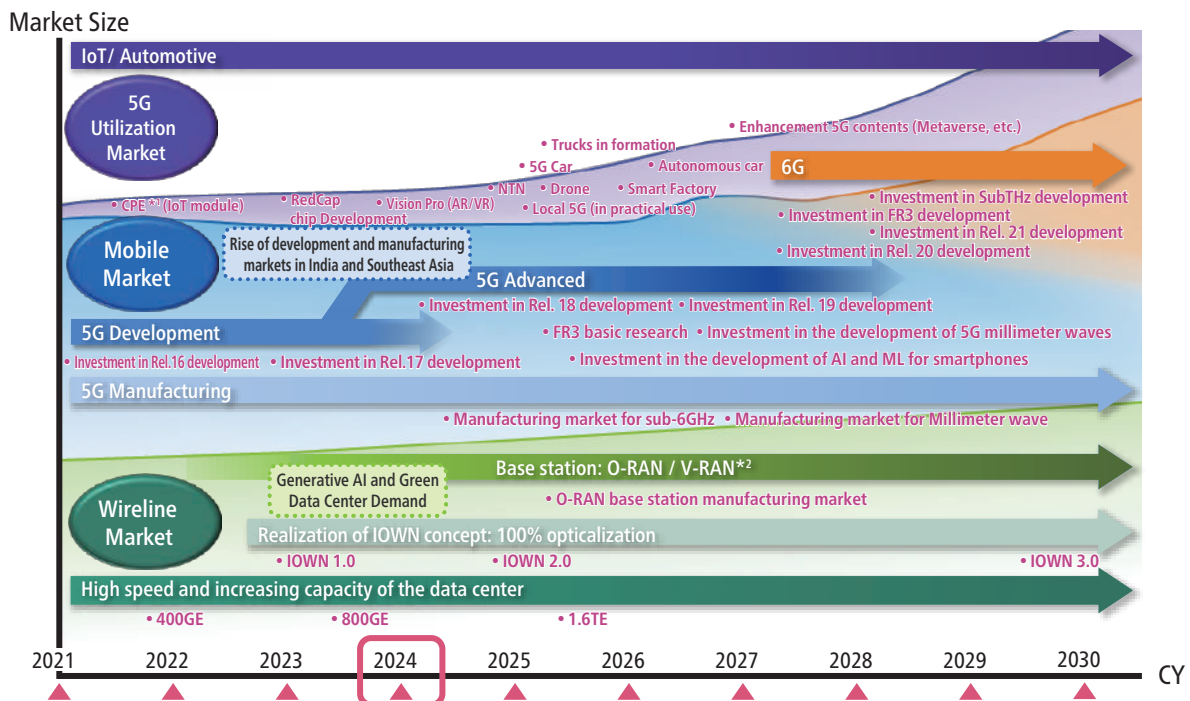 Market Size
IoT/ Automotive
5G
Utilization
Market
• Enhancement 5G contents (Metaverse, etc.)
• Trucks in formation
• 5G Car
• Autonomous car
6G
• NTN
• Drone
• Smart Factory
• CPE *1 (IoT module)
• RedCap
chip Development
• Vision Pro (AR/VR)
• Local 5G (in practical use)
• Investment in SubTHz development
• Investment in FR3 development
• Investment in Rel. 21 development
• Investment in Rel. 20 development
Mobile
Market
Rise of development and manufacturing
markets in India and Southeast Asia
5G Advanced
• Investment in Rel. 18 development
• Investment in Rel. 19 development
5G Development
• FR3 basic research
• Investment in the development of 5G millimeter waves
• Investment in Rel.16 development
• Investment in Rel.17 development
• Investment in the development of AI and ML for smartphones
5G Manufacturing
• Manufacturing market for sub-6GHz
• Manufacturing market for Millimeter wave
Base station: O-RAN / V-RAN*2
Generative AI and Green
Data Center Demand
• O-RAN base station manufacturing market
Wireline
Market
Realization of IOWN concept: 100% opticalization
• IOWN 1.0
• IOWN 2.0
• IOWN 3.0
High speed and increasing capacity of the data center
• 400GE
• 800GE
• 1.6TE
2021 2022 2023 2024 2025 2026 2027 2028 2029 2030
CY